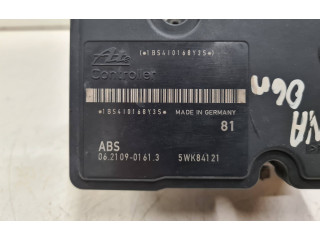 (*1BS410168Y35*)
Ate
Controller
*1BS410168Y35*
MADE IN GERMANY
81
ABS
06.2109-0161.3 5WK84121